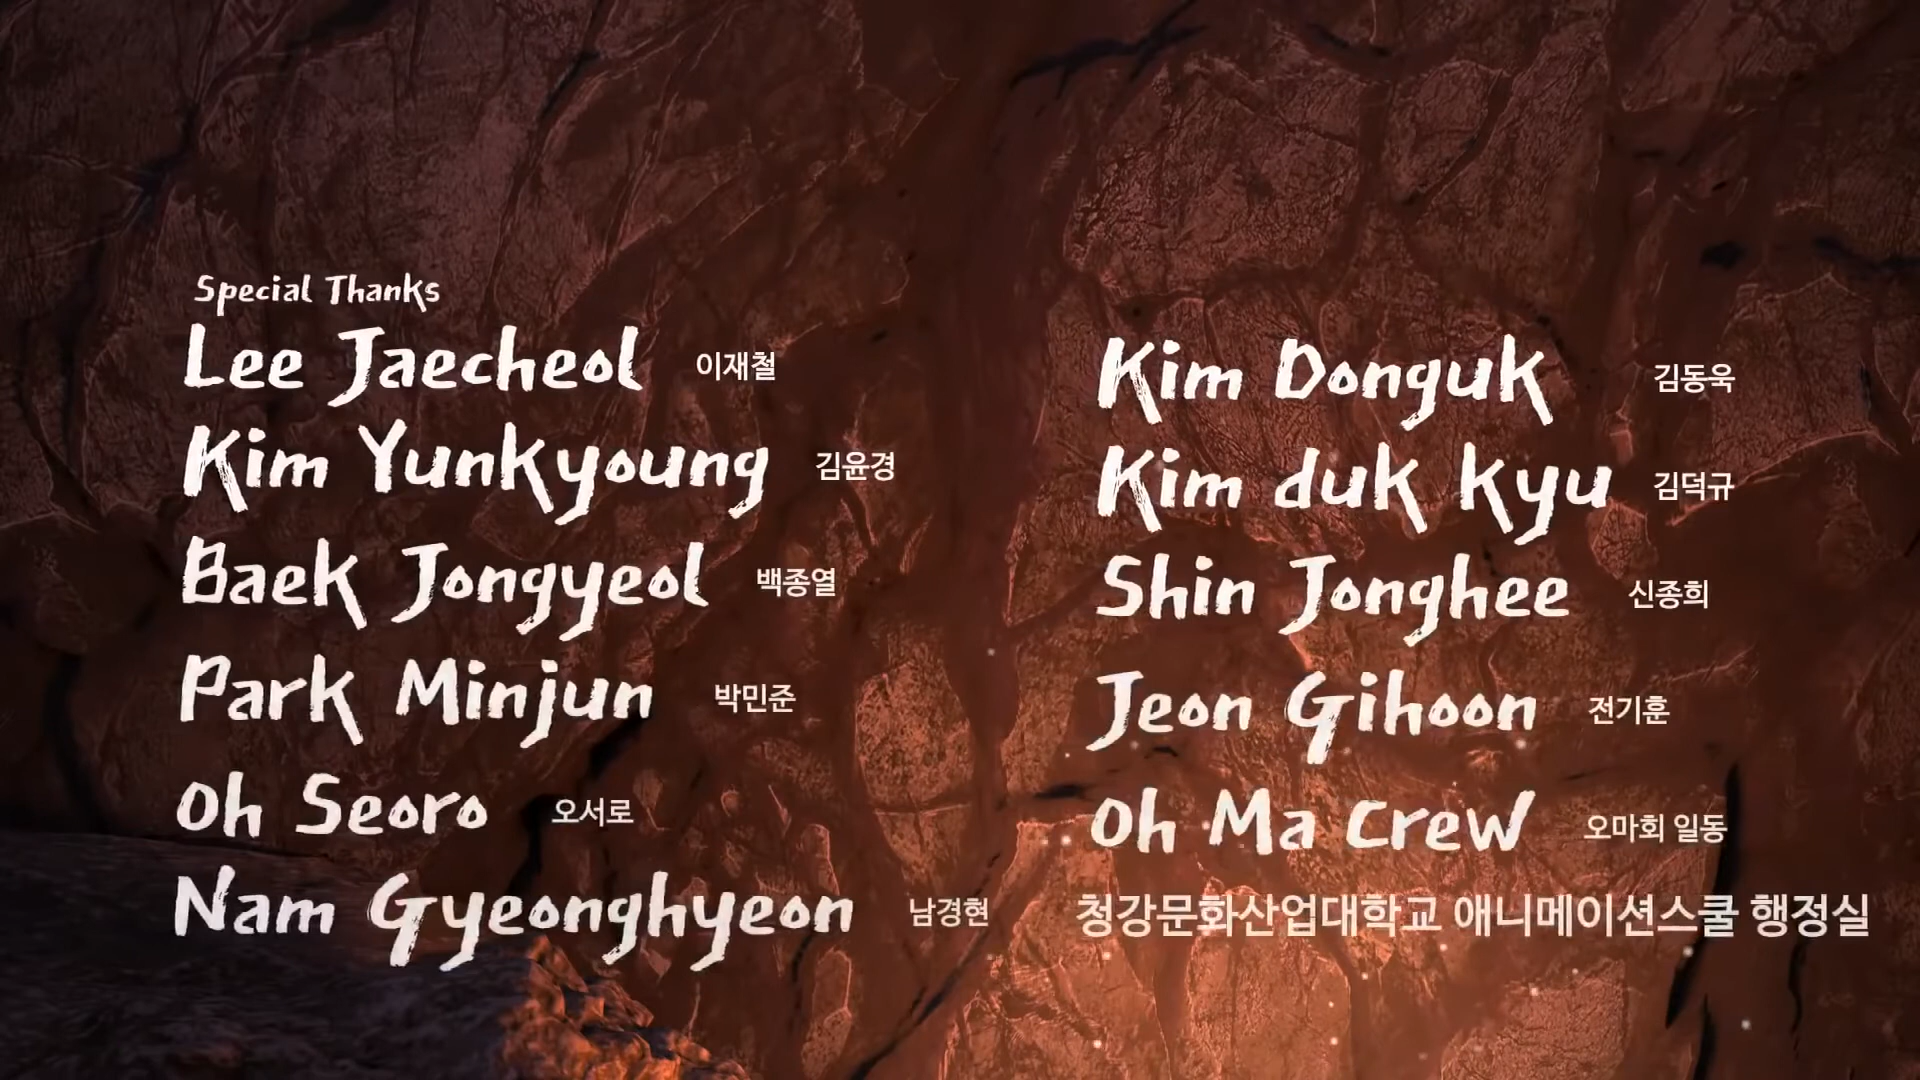 Special Thanks
Lee Jaecheol 이재철
Kim Yunkyoung 김윤경
Baek Jongyeol 백종열
Park Minjun 박민준
Oh Seoro 오서로
Nam Gyeonghyeon 남경현
Kim Donguk 김동욱
Kim duk kyu 김덕규
Shin Jonghee 신종희
Jeon Gihoon 전기훈
Oh Ma Crew 오마회 일동
청강문화산업대학교 애니메이션스쿨 행정실